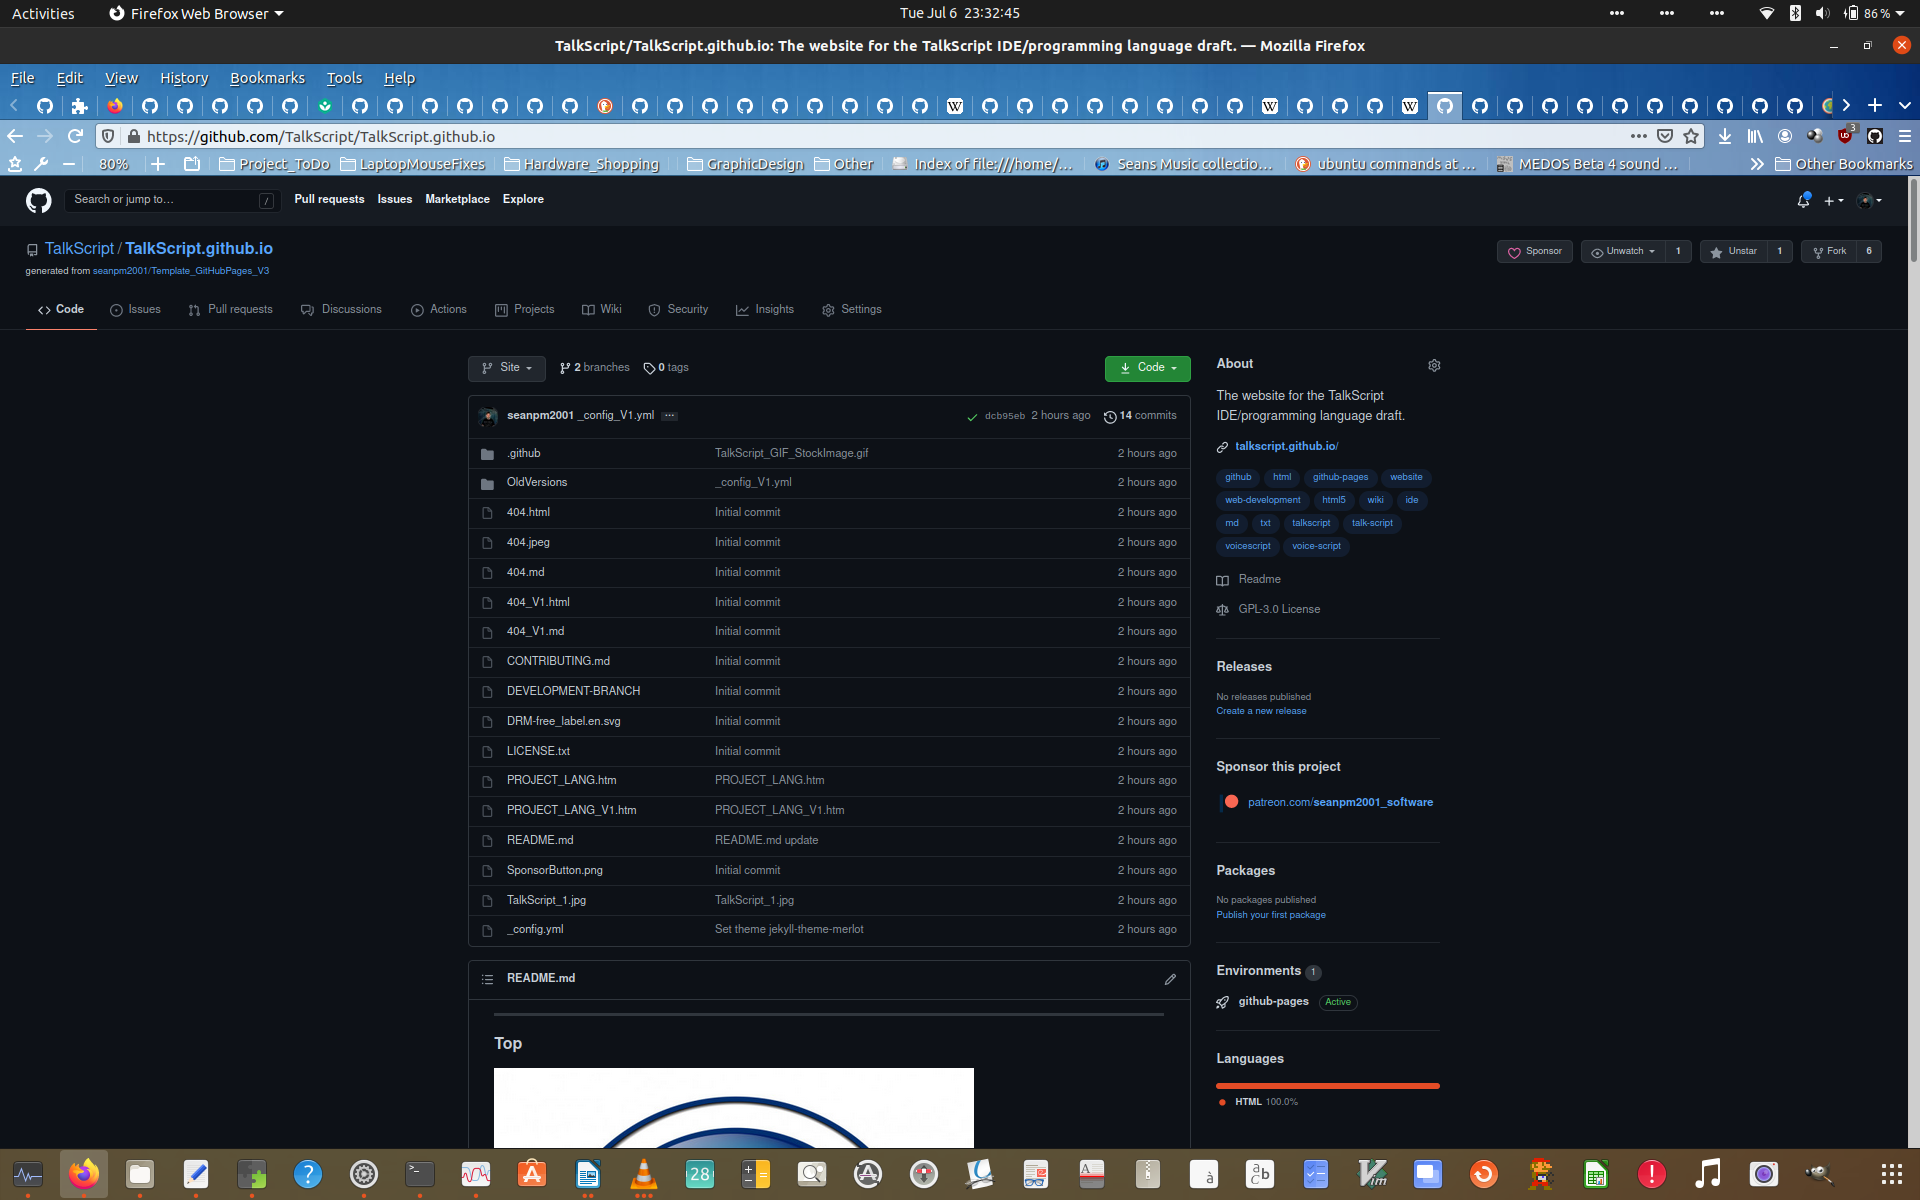 Activities Firefox Web Browser Tue Jul 6 23:32:45 86%
TalkScript/TalkScript.github.io: The website for the TalkScript IDE/programming language draft. — Mozilla Firefox
File Edit View History Bookmarks Tools Help
https://github.com/TalkScript/TalkScript.github.io 3
80% Project_ToDo LaptopMouseFixes Hardware_Shopping GraphicDesign Other Index of file:///home/... Seans Music collectio... ubuntu commands at ... MEDOS Beta 4 sound ... Other Bookmarks
Search or jump to... / Pull requests Issues Marketplace Explore
TalkScript / TalkScript.github.io Sponsor Unwatch 1 Unstar 1 Fork 6
generated from seanpm2001/Template_GitHubPages_V3
Code Issues Pull requests Discussions Actions Projects Wiki Security Insights Settings
Site 2 branches 0 tags Code
seanpm2001 _config_V1.yml ... dcb95eb 2 hours ago 14 commits
.github TalkScript_GIF_StockImage.gif 2 hours ago
OldVersions _config_V1.yml 2 hours ago
404.html Initial commit 2 hours ago
404.jpeg Initial commit 2 hours ago
404.md Initial commit 2 hours ago
404_V1.html Initial commit 2 hours ago
404_V1.md Initial commit 2 hours ago
CONTRIBUTING.md Initial commit 2 hours ago
DEVELOPMENT-BRANCH Initial commit 2 hours ago
DRM-free_label.en.svg Initial commit 2 hours ago
LICENSE.txt Initial commit 2 hours ago
PROJECT_LANG.htm PROJECT_LANG.htm 2 hours ago
PROJECT_LANG_V1.htm PROJECT_LANG_V1.htm 2 hours ago
README.md README.md update 2 hours ago
SponsorButton.png Initial commit 2 hours ago
TalkScript_1.jpg TalkScript_1.jpg 2 hours ago
_config.yml Set theme jekyll-theme-merlot 2 hours ago
README.md
Top
About
The website for the TalkScript
IDE/programming language draft.
talkscript.github.io/
github html github-pages website
web-development html5 wiki ide
md txt talkscript talk-script
voicescript voice-script
Readme
GPL-3.0 License
Releases
No releases published
Create a new release
Sponsor this project
patreon.com/seanpm2001_software
Packages
No packages published
Publish your first package
Environments 1
github-pages Active
Languages
HTML 100.0%
28